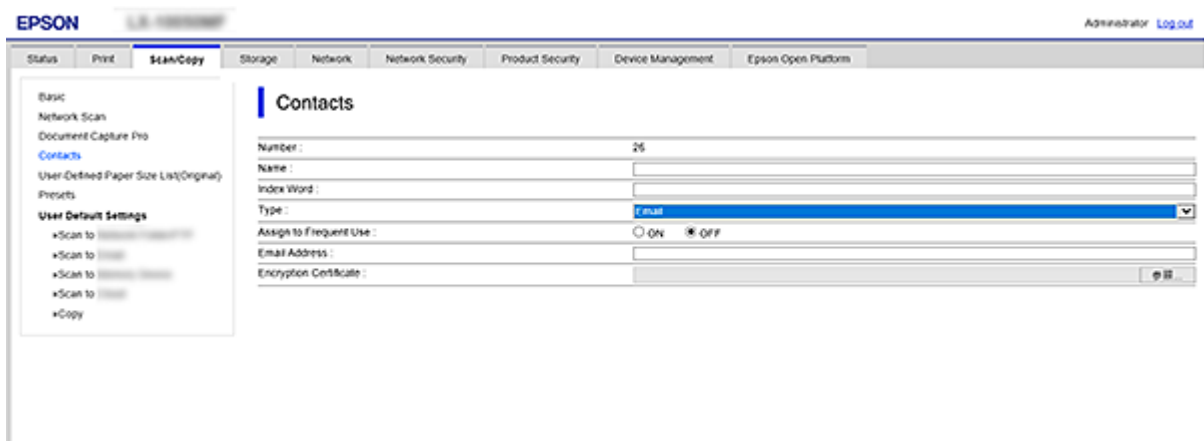 EPSON
Administrator Log out
Status Print Scan/Copy Storage Network Network Security Product Security Device Management Epson Open Platform
Basic
Network Scan
Document Capture Pro
Contacts
User-Defined Paper Size List(Original)
Presets
User Default Settings
»Scan to
»Scan to
»Scan to
»Scan to
»Copy
Contacts
Number : 26
Name :
Index Word :
Type : Email
Assign to Frequent Use : ON OFF
Email Address :
Encryption Certificate : 参照...